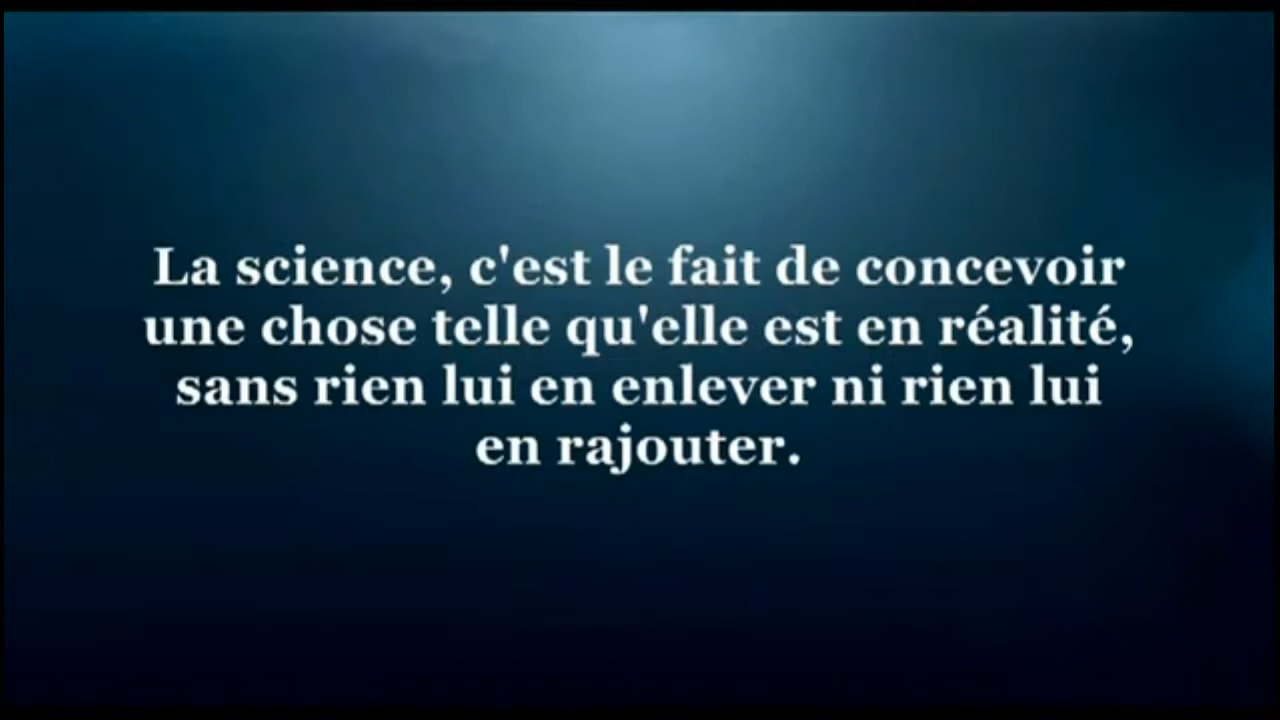 La science, c'est le fait de concevoir
une chose telle qu'elle est en réalité,
sans rien lui en enlever ni rien lui
en rajouter.